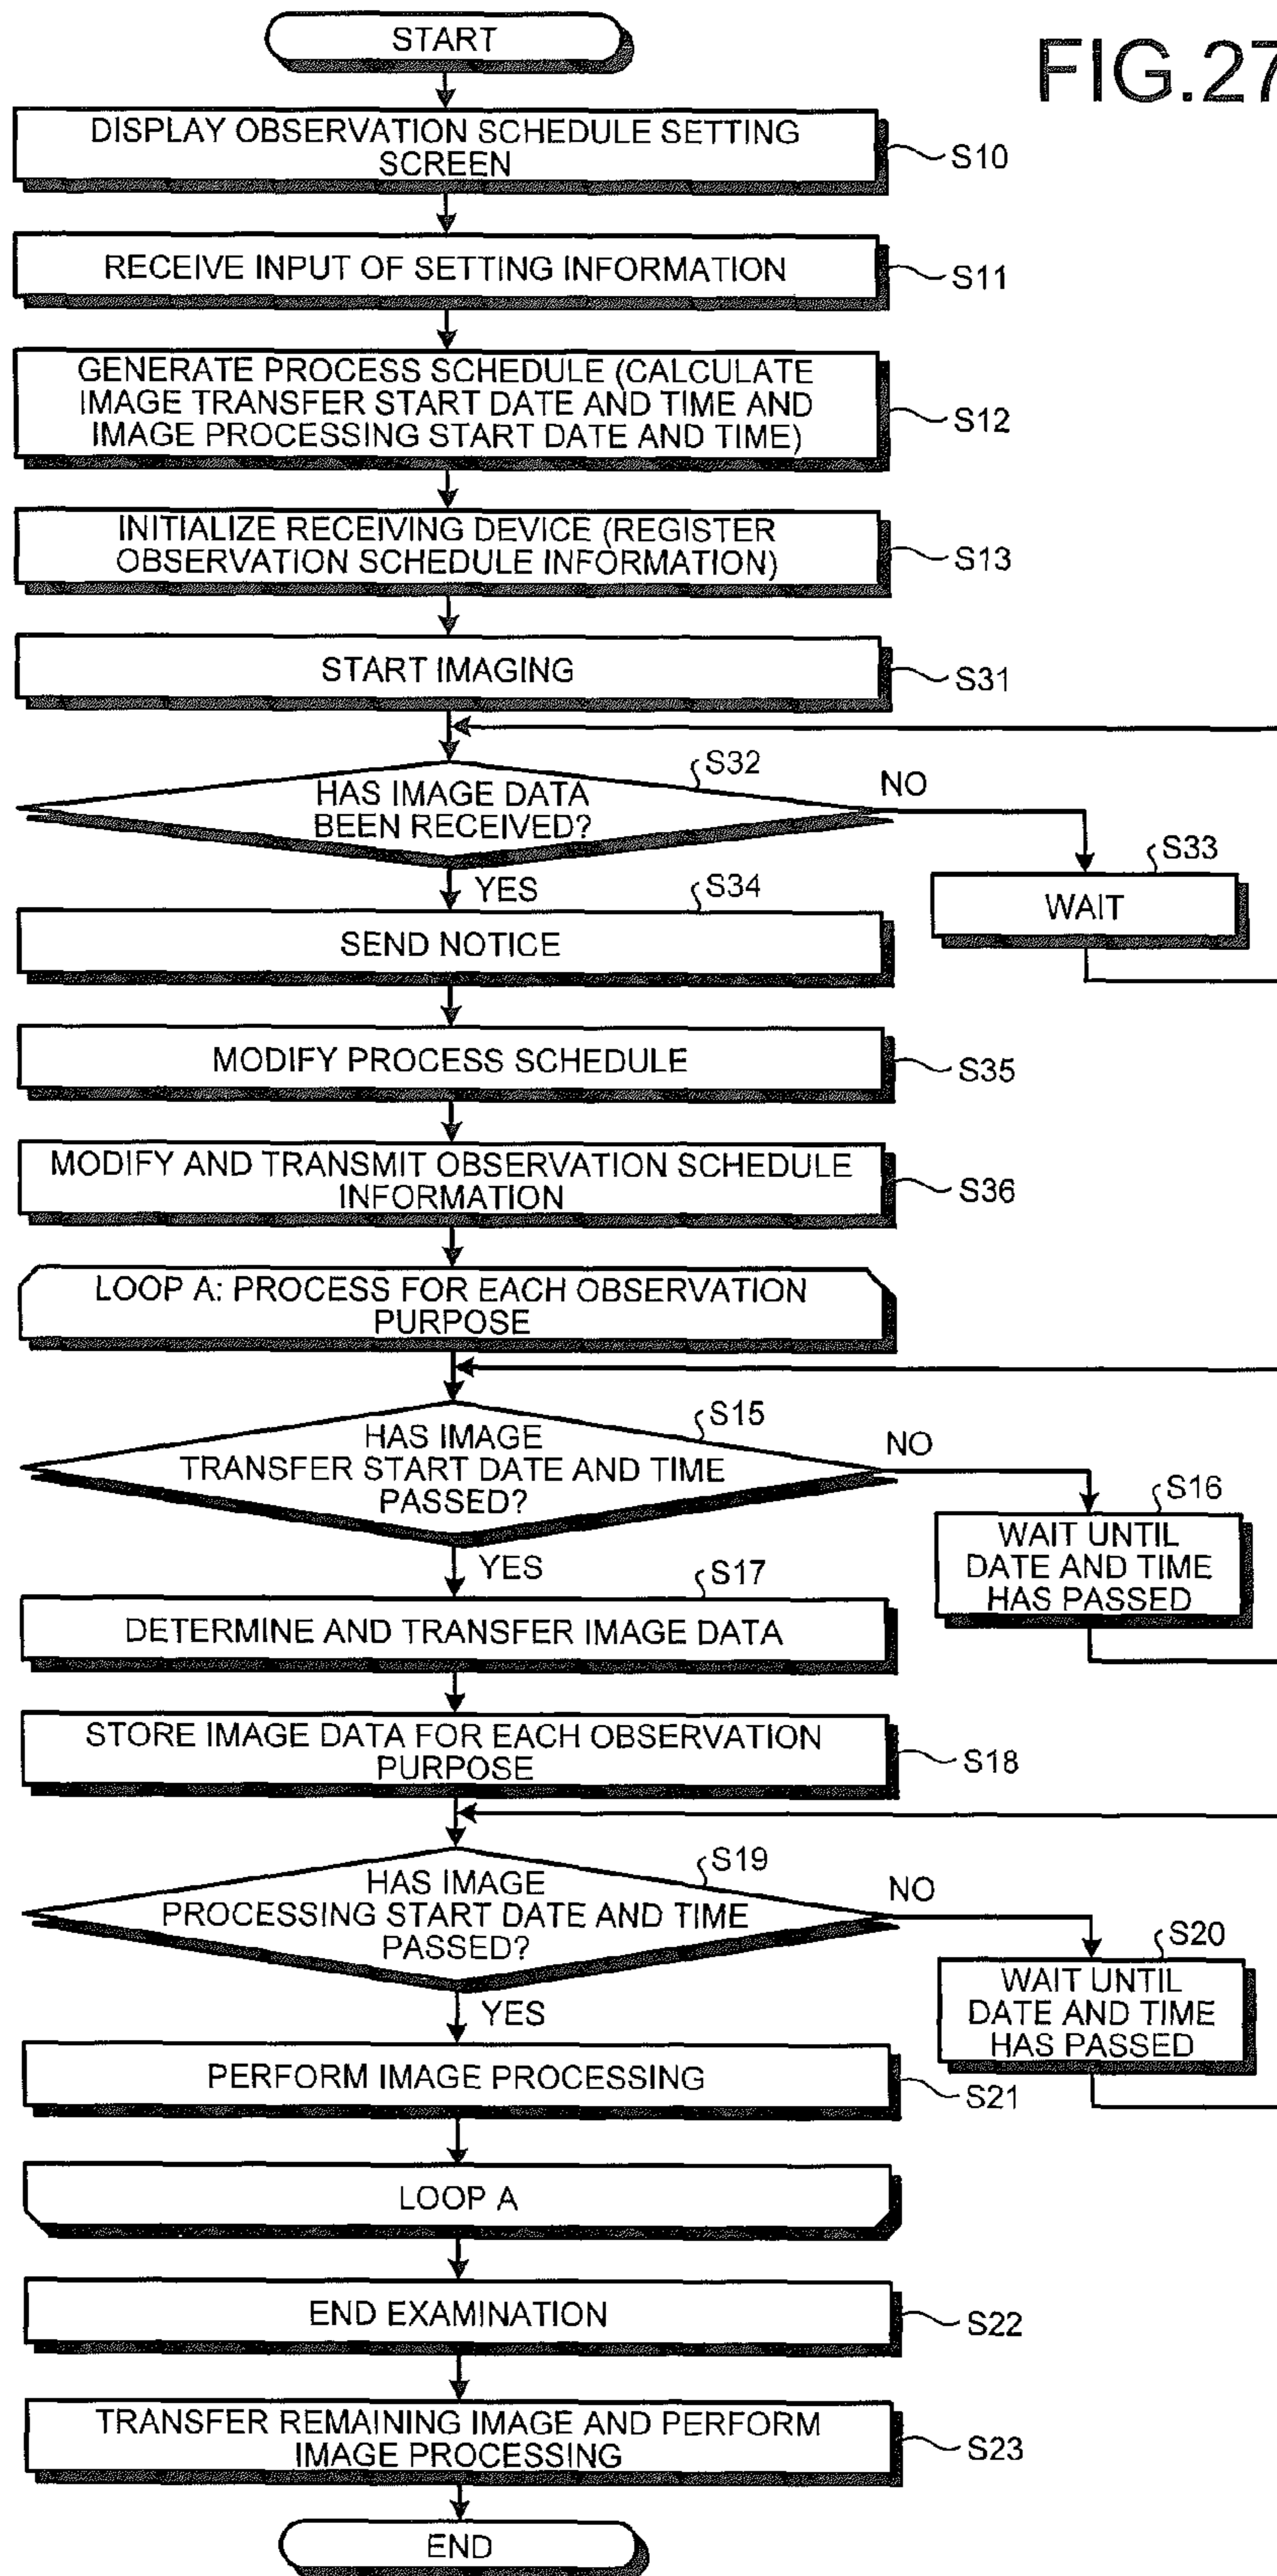 FIG.27
START
DISPLAY OBSERVATION SCHEDULE SETTING
SCREEN
S10
RECEIVE INPUT OF SETTING INFORMATION
S11
GENERATE PROCESS SCHEDULE (CALCULATE
IMAGE TRANSFER START DATE AND TIME AND
IMAGE PROCESSING START DATE AND TIME)
S12
INITIALIZE RECEIVING DEVICE (REGISTER
OBSERVATION SCHEDULE INFORMATION)
S13
START IMAGING
S31
S32
HAS IMAGE DATA
BEEN RECEIVED?
NO
S33
WAIT
YES
S34
SEND NOTICE
MODIFY PROCESS SCHEDULE
S35
MODIFY AND TRANSMIT OBSERVATION SCHEDULE
INFORMATION
S36
LOOP A: PROCESS FOR EACH OBSERVATION
PURPOSE
S15
HAS IMAGE
TRANSFER START DATE AND TIME
PASSED?
NO
S16
WAIT UNTIL
DATE AND TIME
HAS PASSED
YES
S17
DETERMINE AND TRANSFER IMAGE DATA
STORE IMAGE DATA FOR EACH OBSERVATION
PURPOSE
S18
S19
HAS IMAGE
PROCESSING START DATE AND TIME
PASSED?
NO
S20
WAIT UNTIL
DATE AND TIME
HAS PASSED
YES
PERFORM IMAGE PROCESSING
S21
LOOP A
END EXAMINATION
S22
TRANSFER REMAINING IMAGE AND PERFORM
IMAGE PROCESSING
S23
END